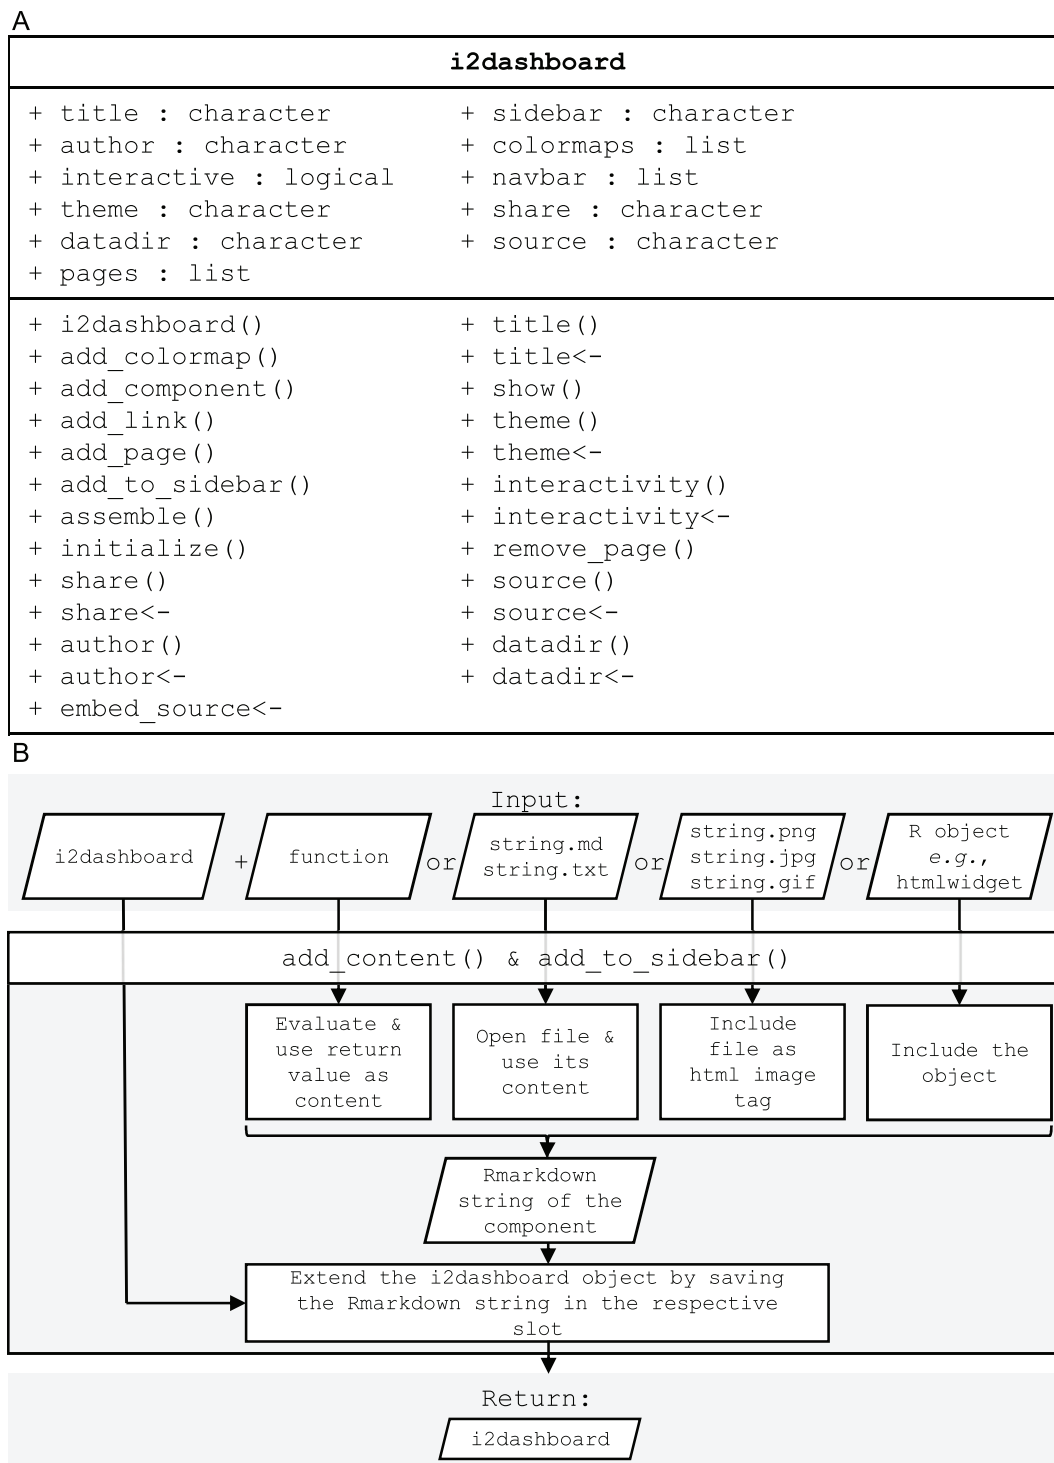 A
i2dashboard
+ title : character
+ author : character
+ interactive : logical
+ theme : character
+ datadir : character
+ pages : list
+ sidebar : character
+ colormaps : list
+ navbar : list
+ share : character
+ source : character
+ i2dashboard()
+ add_colormap()
+ add_component()
+ add_link()
+ add_page()
+ add_to_sidebar()
+ assemble()
+ initialize()
+ share()
+ share<-
+ author()
+ author<-
+ embed_source<-
+ title()
+ title<-
+ show()
+ theme()
+ theme<-
+ interactivity()
+ interactivity<-
+ remove_page()
+ source()
+ source<-
+ datadir()
+ datadir<-
B
Input:
i2dashboard
+
function
or
string.md
string.txt
or
string.png
string.jpg
string.gif
or
R object
e.g.,
htmlwidget
add_content() & add_to_sidebar()
Evaluate &
use return
value as
content
Open file &
use its
content
Include
file as
html image
tag
Include the
object
Rmarkdown
string of the
component
Extend the i2dashboard object by saving
the Rmarkdown string in the respective
slot
Return:
i2dashboard